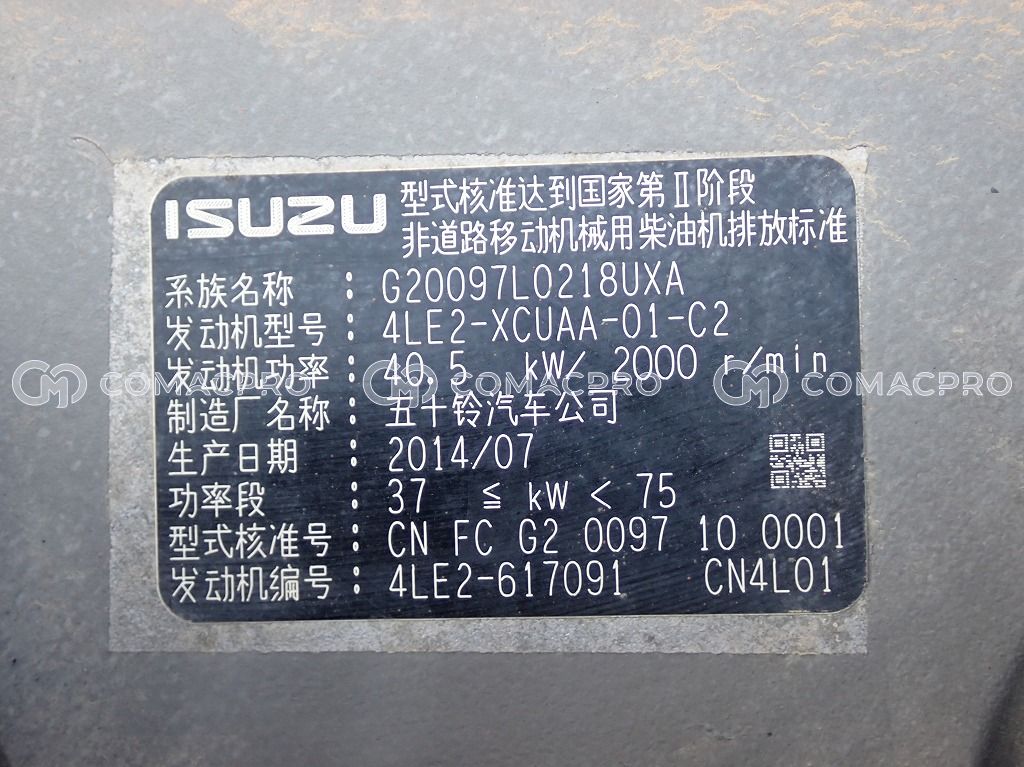 ISUZU 型式核准达到国家第Ⅱ阶段
非道路移动机械用柴油机排放标准
系族名称 : G20097L0218UXA
发动机型号 : 4LE2-XCUAA-01-C2
发动机功率 : 40.5 kW/ 2000 r/min
COMACPRO COMACPRO COMACPRO
制造厂名称 : 五十铃汽车公司
生产日期 : 2014/07
功率段 : 37 ≦ kW < 75
型式核准号 : CN FC G2 0097 10 0001
发动机编号 : 4LE2-617091 CN4L01